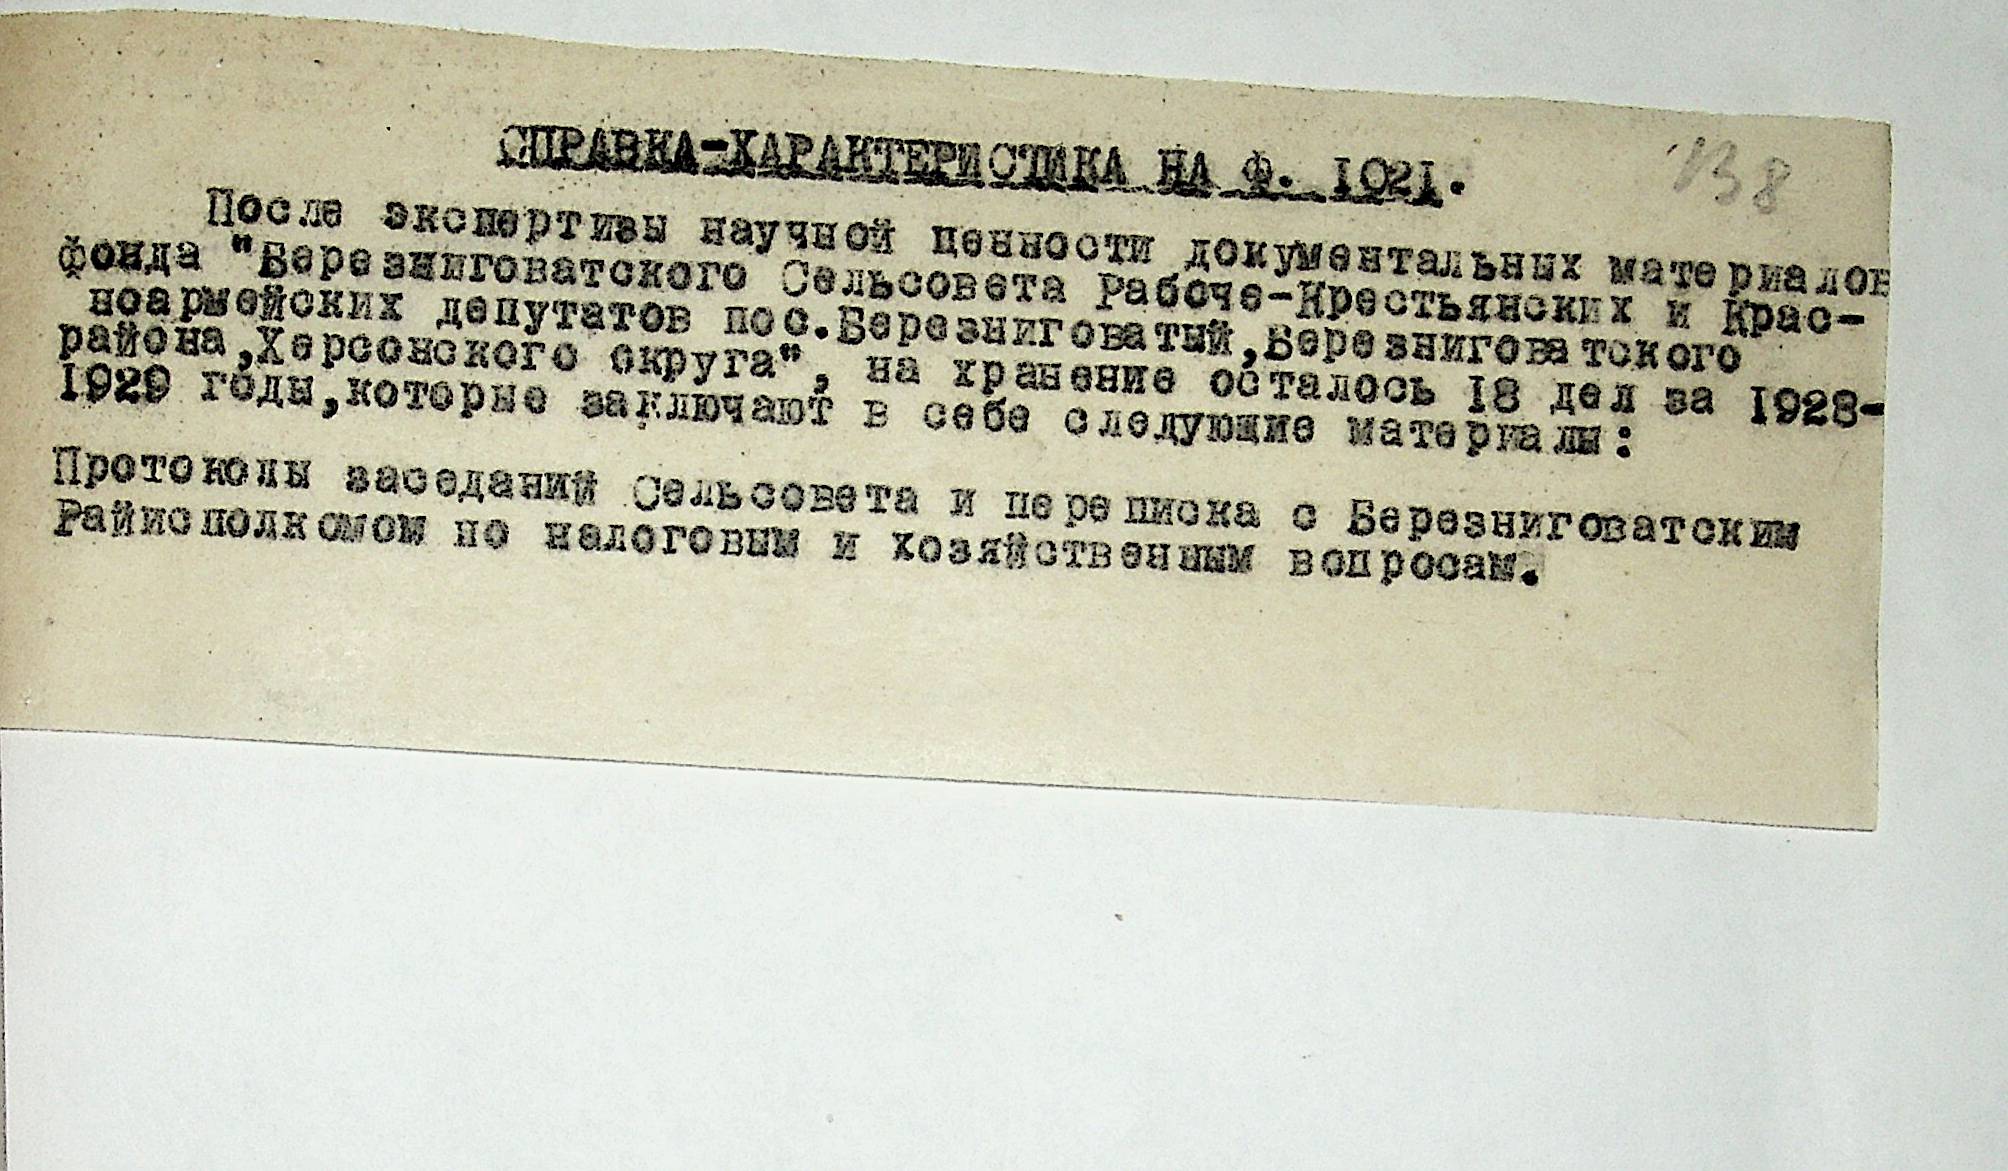 СПРАВКА-ХАРАКТЕРИСТИКА НА Ф. 1021.
138
После экспертизы научной ценности документальных материалов
фонда "Березниговатского Сельсовета Рабоче-Крестьянских и Крас-
ноармейских депутатов пос.Березниговатый,Березниговатского
района,Херсонского округа", на хранение осталось 18 дел за 1928-
1929 годы,которые заключают в себе следующие материалы:
Протоколы заседаний Сельсовета и переписка с Березниговатским
Райисполкомом по налоговым и хозяйственным вопросам.